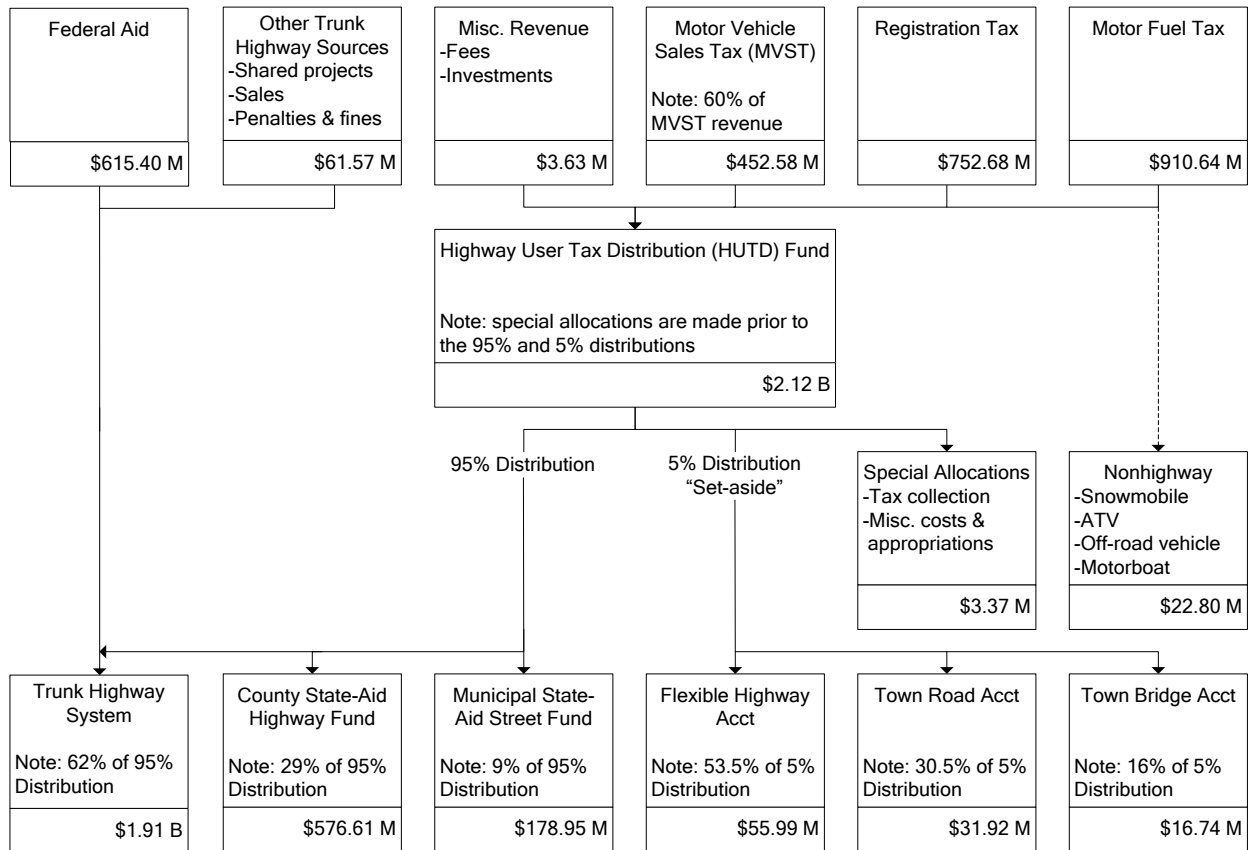 Federal Aid
$615.40 M
Other Trunk
Highway Sources
-Shared projects
-Sales
-Penalties & fines
$61.57 M
Misc. Revenue
-Fees
-Investments
$3.63 M
Motor Vehicle
Sales Tax (MVST)
Note: 60% of
MVST revenue
$452.58 M
Registration Tax
$752.68 M
Motor Fuel Tax
$910.64 M
Highway User Tax Distribution (HUTD) Fund
Note: special allocations are made prior to
the 95% and 5% distributions
$2.12 B
95% Distribution
5% Distribution
“Set-aside”
Special Allocations
-Tax collection
-Misc. costs &
appropriations
$3.37 M
Nonhighway
-Snowmobile
-ATV
-Off-road vehicle
-Motorboat
$22.80 M
Trunk Highway
System
Note: 62% of 95%
Distribution
$1.91 B
County State-Aid
Highway Fund
Note: 29% of 95%
Distribution
$576.61 M
Municipal State-
Aid Street Fund
Note: 9% of 95%
Distribution
$178.95 M
Flexible Highway
Acct
Note: 53.5% of 5%
Distribution
$55.99 M
Town Road Acct
Note: 30.5% of 5%
Distribution
$31.92 M
Town Bridge Acct
Note: 16% of 5%
Distribution
$16.74 M